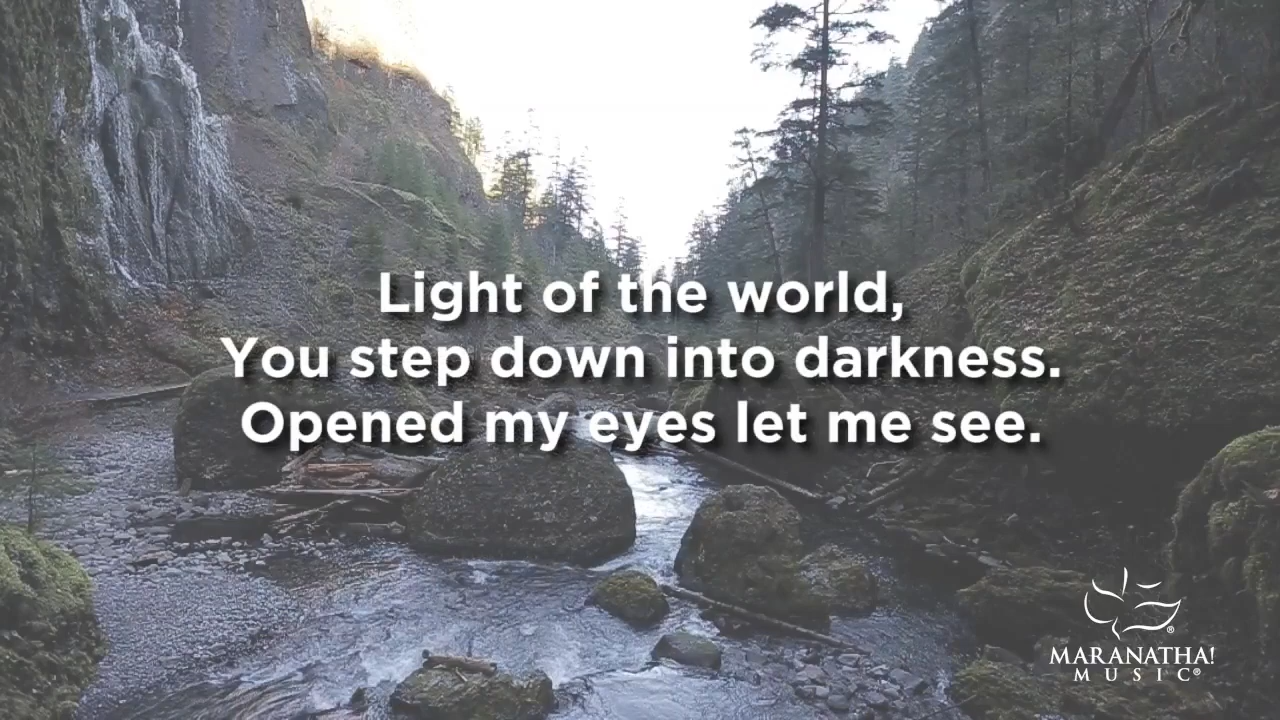 Light of the world,
You step down into darkness.
Opened my eyes let me see.
MARANATHA!
MUSIC®